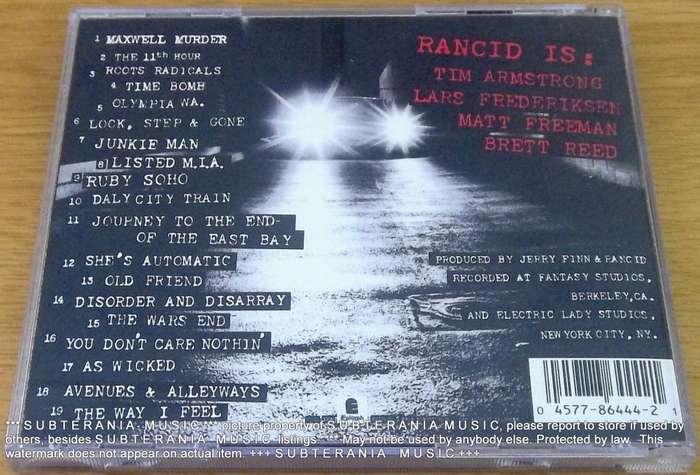 1 MAXWELL MURDER
2 THE 11th HOUR
3 ROOTS RADICALS
4 TIME BOMB
5 OLYMPIA WA.
6 LOCK, STEP & GONE
7 JUNKIE MAN
8 LISTED M.I.A.
9 RUBY SOHO
10 DALY CITY TRAIN
11 JOURNEY TO THE END-
OF THE EAST BAY
12 SHE'S AUTOMATIC
13 OLD FRIEND
14 DISORDER AND DISARRAY
15 THE WARS END
16 YOU DON'T CARE NOTHIN'
17 AS WICKED
18 AVENUES & ALLEYWAYS
19 THE WAY I FEEL
RANCID IS:
TIM ARMSTRONG
LARS FREDERIKSEN
MATT FREEMAN
BRETT REED
PRODUCED BY JERRY FINN & RANCID
RECORDED AT FANTASY STUDIOS,
BERKELEY, CA.
AND ELECTRIC LADY STUDIOS,
NEW YORK CITY, NY.
0 4577-86444-2 1
*** SUBTERANIA MUSIC *** picture property of SUBTERANIA MUSIC, please report to store if used by
others, besides SUBTERANIA MUSIC listings *** May not be used by anybody else. Protected by law. This
watermark does not appear on actual item. +++ SUBTERANIA MUSIC +++